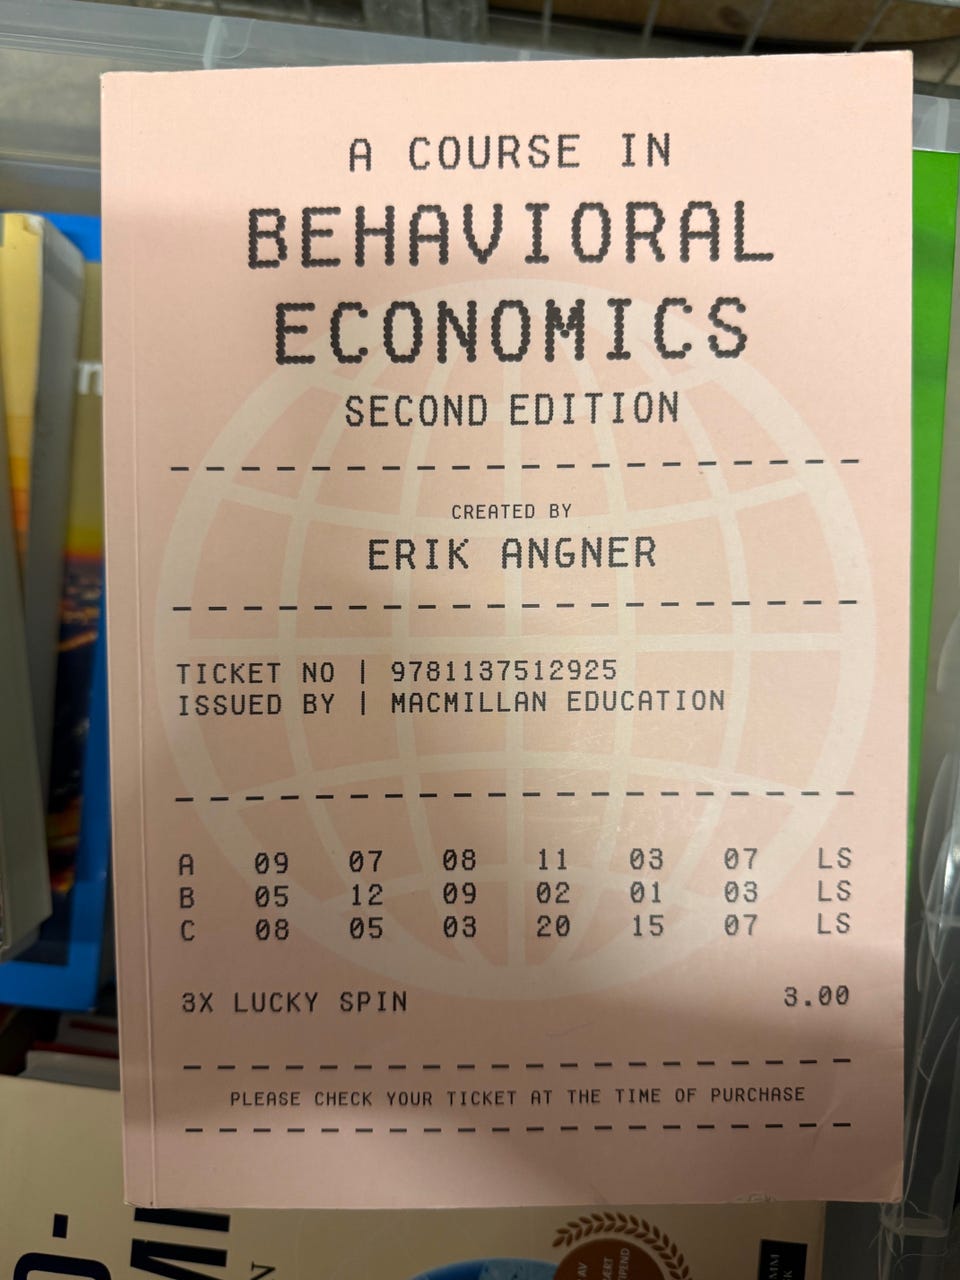 A COURSE IN
BEHAVIORAL
ECONOMICS
SECOND EDITION
CREATED BY
ERIK ANGNER
TICKET NO | 9781137512925
ISSUED BY | MACMILLAN EDUCATION
A 09 07 08 11 03 07 LS
B 05 12 09 02 01 03 LS
C 08 05 03 20 15 07 LS
3X LUCKY SPIN 3.00
PLEASE CHECK YOUR TICKET AT THE TIME OF PURCHASE